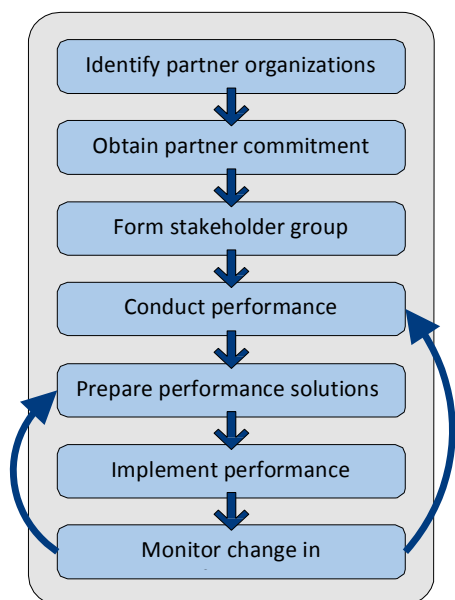 Identify partner organizations
Obtain partner commitment
Form stakeholder group
Conduct performance
Prepare performance solutions
Implement performance
Monitor change in